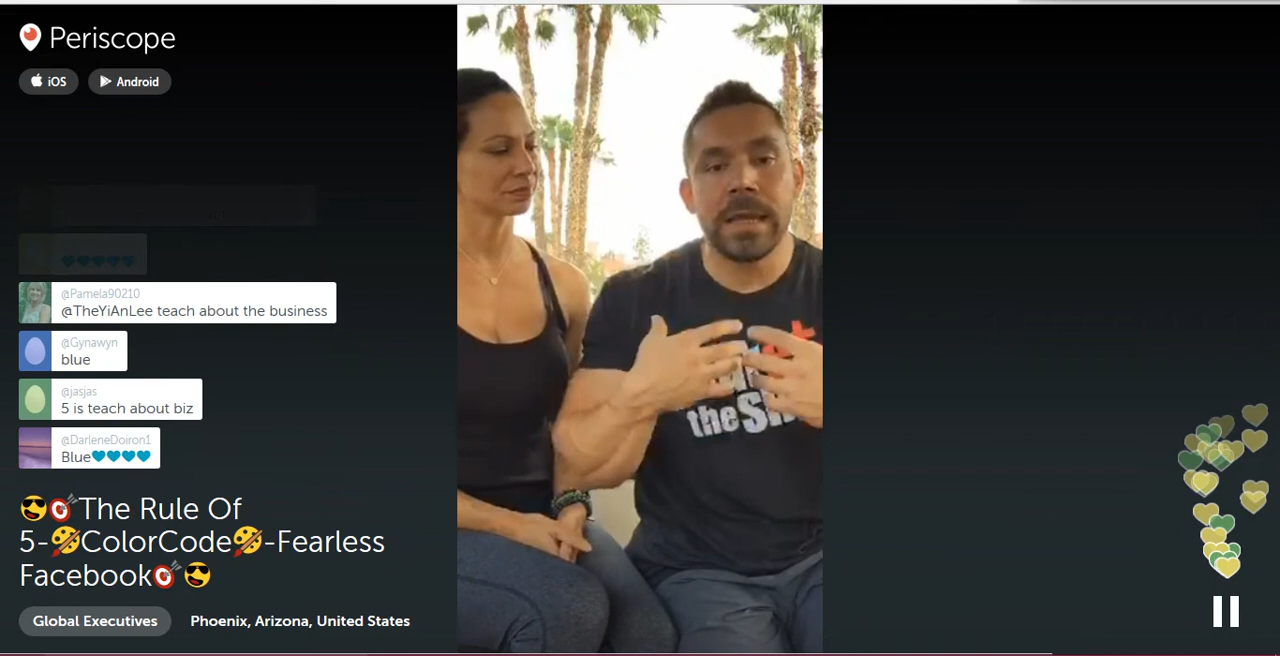 Periscope
iOS
Android
@Pamela90210
@TheYiAnLee teach about the business
@Gynawyn
blue
@jasjas
5 is teach about biz
@DarleneDoiron1
Blue💙💙💙💙
😎🎯The Rule Of
5-🎨ColorCode🎨-Fearless
Facebook🎯😎
Global Executives
Phoenix, Arizona, United States
the